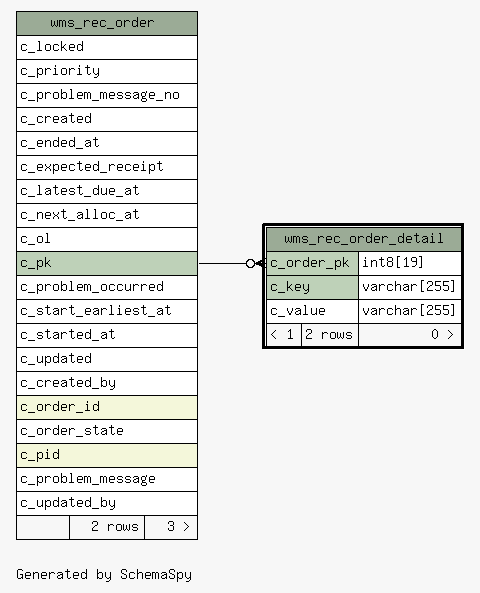 wms_rec_order
c_locked
c_priority
c_problem_message_no
c_created
c_ended_at
c_expected_receipt
c_latest_due_at
c_next_alloc_at
c_ol
c_pk
c_problem_occurred
c_start_earliest_at
c_started_at
c_updated
c_created_by
c_order_id
c_order_state
c_pid
c_problem_message
c_updated_by
2 rows 3 >
wms_rec_order_detail
c_order_pk int8[19]
c_key varchar[255]
c_value varchar[255]
< 1 2 rows 0 >
Generated by SchemaSpy